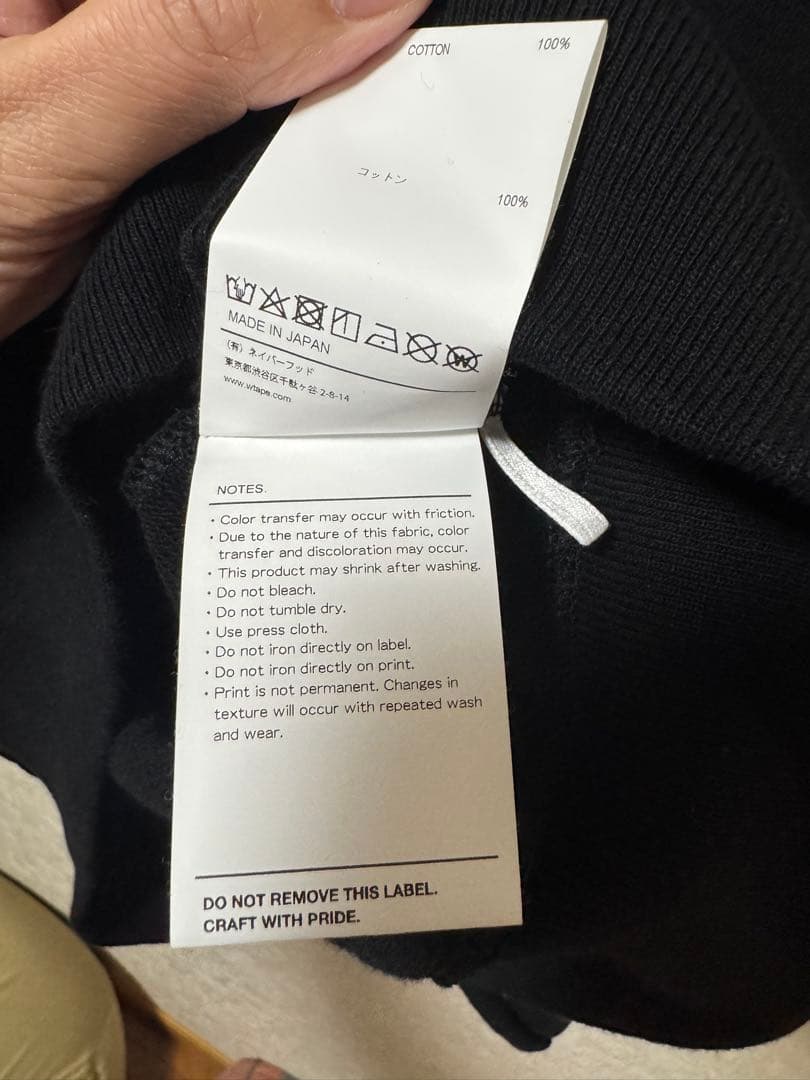 COTTON 100%
コットン 100%
MADE IN JAPAN
(有) ネイバーフッド
東京都渋谷区千駄ヶ谷 2-8-14
www.wtaps.com
NOTES.
・Color transfer may occur with friction.
・Due to the nature of this fabric, color
transfer and discoloration may occur.
・This product may shrink after washing.
・Do not bleach.
・Do not tumble dry.
・Use press cloth.
・Do not iron directly on label.
・Do not iron directly on print.
・Print is not permanent. Changes in
texture will occur with repeated wash
and wear.
DO NOT REMOVE THIS LABEL.
CRAFT WITH PRIDE.